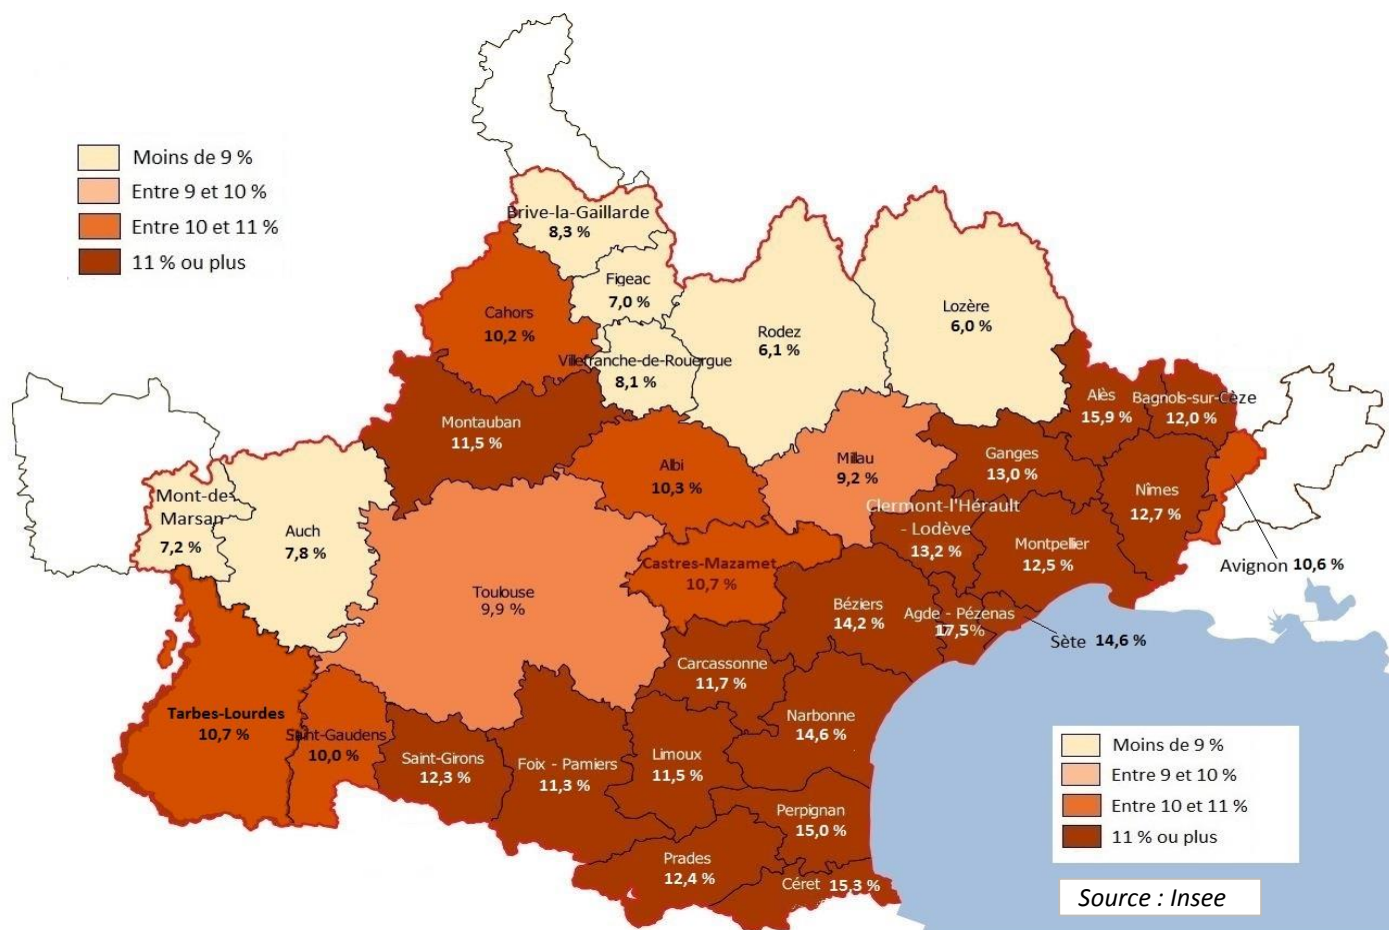 Moins de 9 %
Entre 9 et 10 %
Entre 10 et 11 %
11 % ou plus
Brive-la-Gaillarde
8,3 %
Figeac
7,0 %
Cahors
10,2 %
Lozère
6,0 %
Rodez
6,1 %
Villefranche-de-Rouergue
8,1 %
Alès
15,9 %
Bagnols-sur-Cèze
12,0 %
Montauban
11,5 %
Albi
10,3 %
Millau
9,2 %
Ganges
13,0 %
Nîmes
12,7 %
Mont-de-
Marsan
7,2 %
Auch
7,8 %
Clermont-l'Hérault
- Lodève
13,2 %
Montpellier
12,5 %
Avignon 10,6 %
Castres-Mazamet
10,7 %
Toulouse
9,9 %
Béziers
14,2 %
Agde - Pézenas
17,5%
Sète 14,6 %
Carcassonne
11,7 %
Tarbes-Lourdes
10,7 %
Saint-Gaudens
10,0 %
Saint-Girons
12,3 %
Foix - Pamiers
11,3 %
Limoux
11,5 %
Narbonne
14,6 %
Perpignan
15,0 %
Prades
12,4 %
Céret 15,3 %
Moins de 9 %
Entre 9 et 10 %
Entre 10 et 11 %
11 % ou plus
Source : Insee